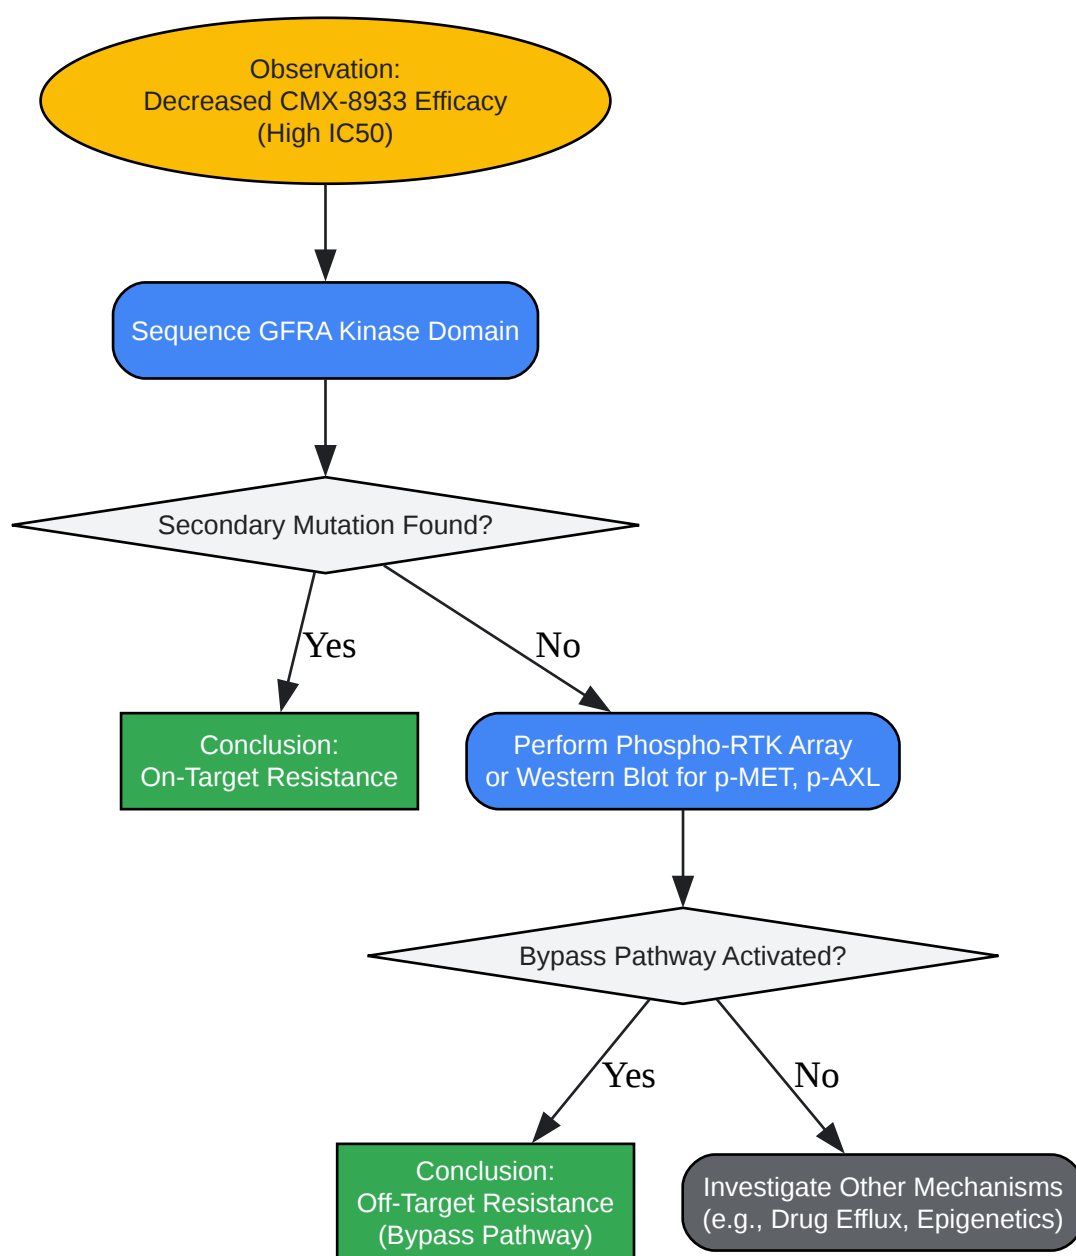 Observation:
Decreased CMX-8933 Efficacy
(High IC50)
Sequence GFRA Kinase Domain
Secondary Mutation Found?
Yes
No
Conclusion:
On-Target Resistance
Perform Phospho-RTK Array
or Western Blot for p-MET, p-AXL
Bypass Pathway Activated?
Yes
No
Conclusion:
Off-Target Resistance
(Bypass Pathway)
Investigate Other Mechanisms
(e.g., Drug Efflux, Epigenetics)